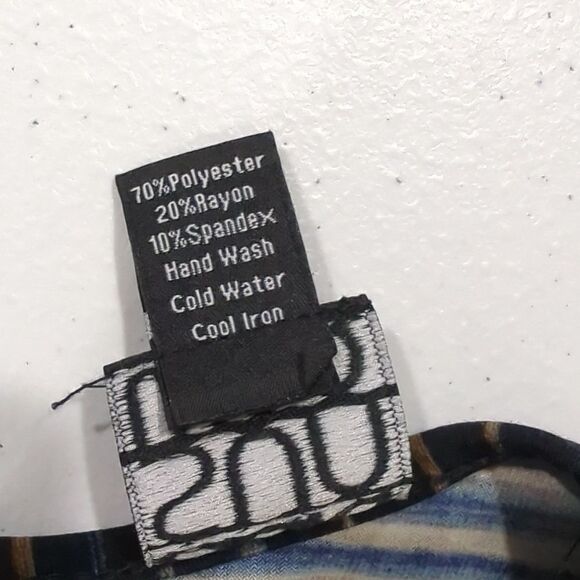 70%Polyester
20%Rayon
10%Spandex
Hand Wash
Cold Water
Cool Iron